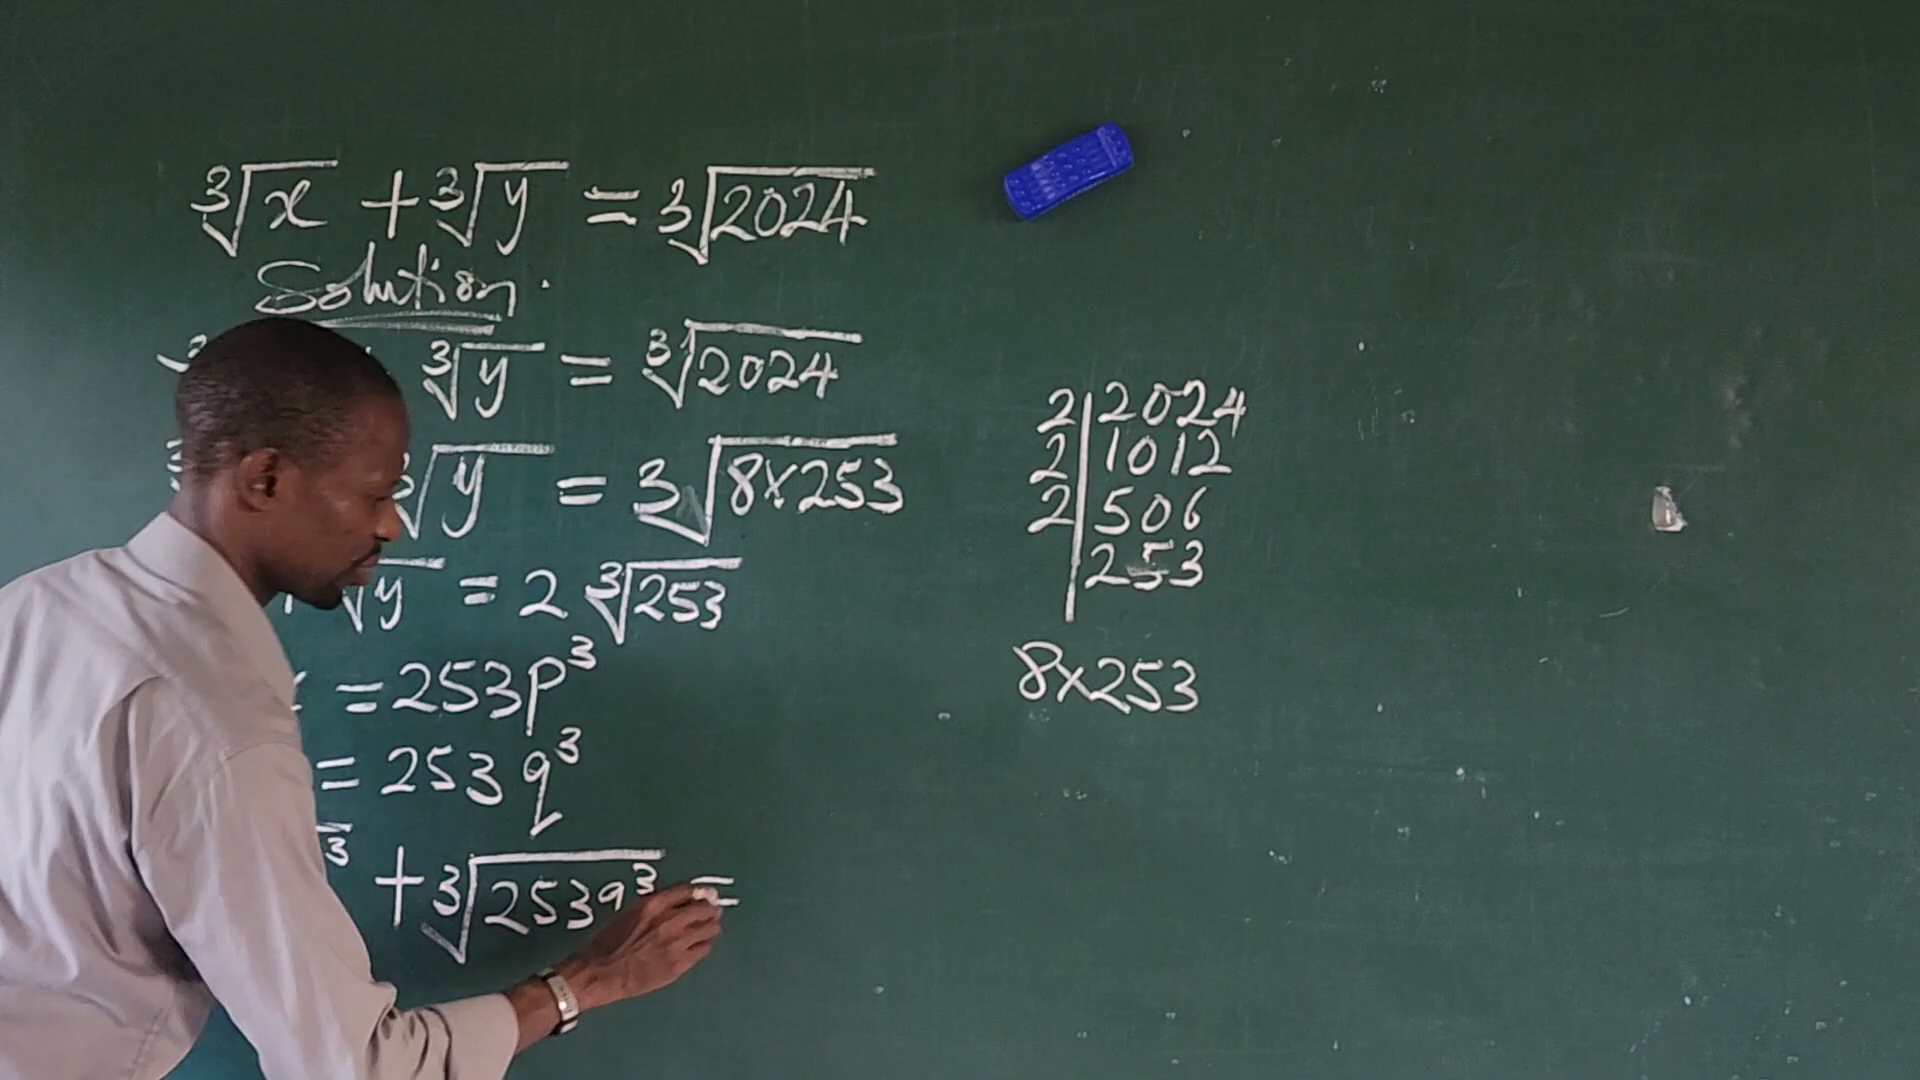 ∛x + ∛y = ∛2024
Solution.
∛y = ∛2024
∛y = ∛8×253
√y = 2 ∛253
= 253p³
= 253q³
³ + ∛253q³ =
2 | 2024
2 | 1012
2 | 506
253
8×253